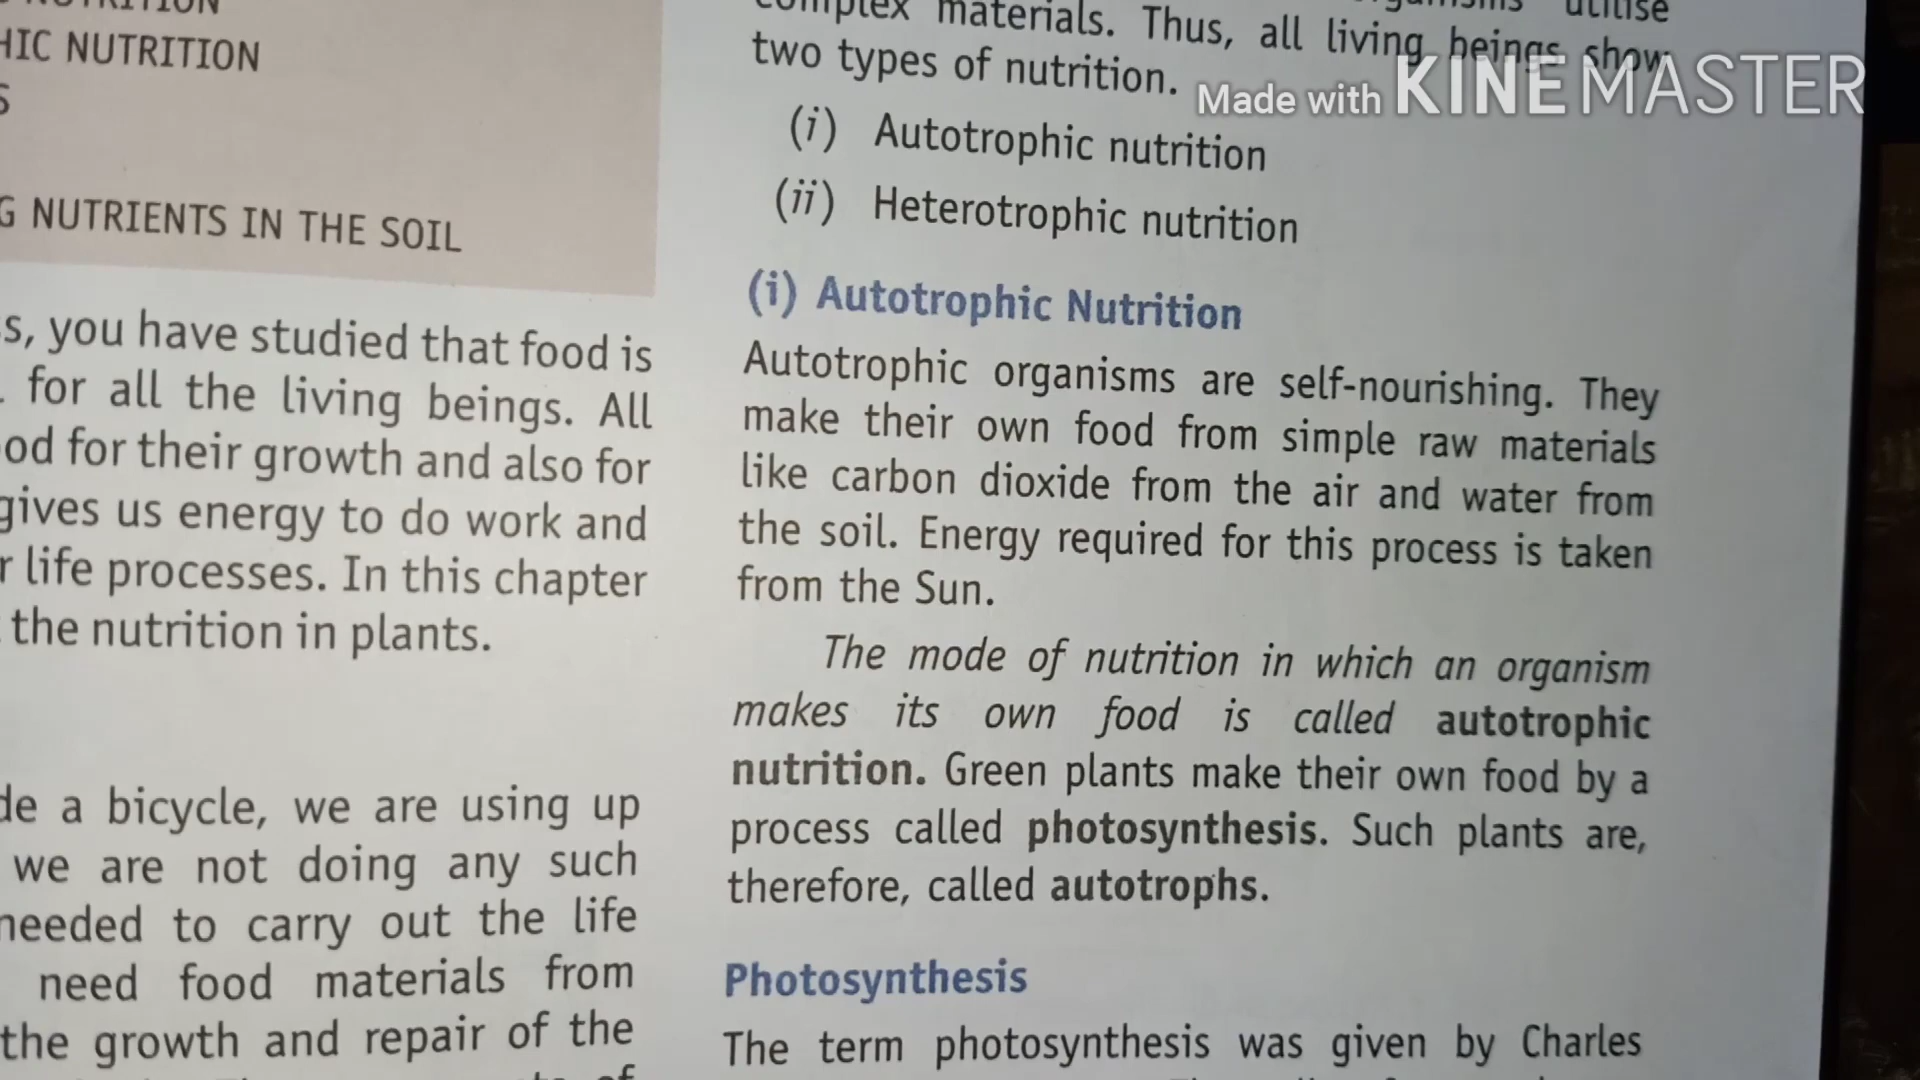 HIC NUTRITION
G NUTRIENTS IN THE SOIL
you have studied that food is
for all the living beings. All
for their growth and also for
gives us energy to do work and
life processes. In this chapter
the nutrition in plants.
a bicycle, we are using up
we are not doing any such
needed to carry out the life
need food materials from
the growth and repair of the
of
utilise
complex materials. Thus, all living beings show
two types of nutrition.
(i) Autotrophic nutrition
(ii) Heterotrophic nutrition
(i) Autotrophic Nutrition
Autotrophic organisms are self-nourishing. They
make their own food from simple raw materials
like carbon dioxide from the air and water from
the soil. Energy required for this process is taken
from the Sun.
The mode of nutrition in which an organism
makes its own food is called autotrophic
nutrition. Green plants make their own food by a
process called photosynthesis. Such plants are,
therefore, called autotrophs.
Photosynthesis
The term photosynthesis was given by Charles
Made with KINEMASTER